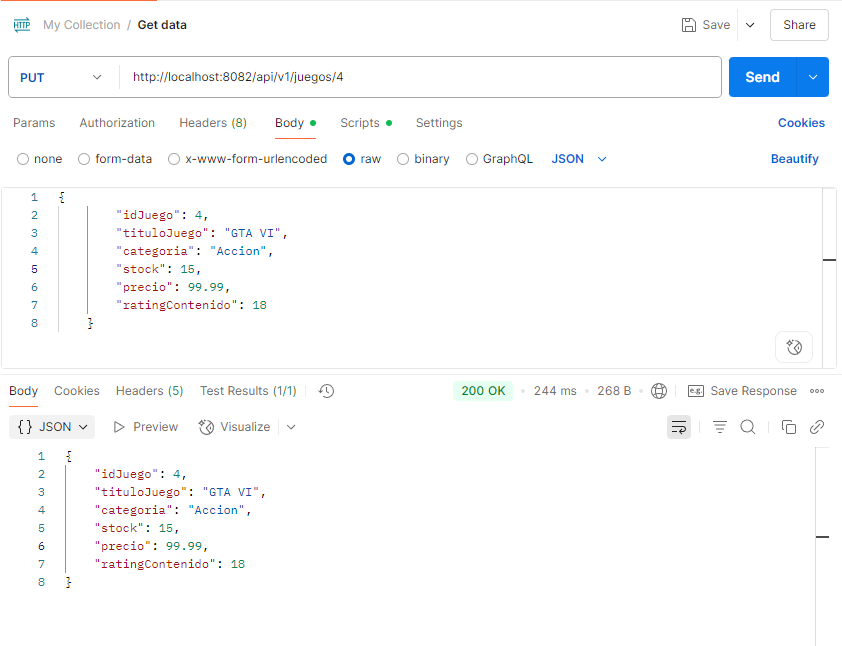 HTTP My Collection / Get data Save Share
PUT http://localhost:8082/api/v1/juegos/4 Send
Params Authorization Headers (8) Body Scripts Settings Cookies
none form-data x-www-form-urlencoded raw binary GraphQL JSON Beautify
1 {
2 "idJuego": 4,
3 "tituloJuego": "GTA VI",
4 "categoria": "Accion",
5 "stock": 15,
6 "precio": 99.99,
7 "ratingContenido": 18
8 }
Body Cookies Headers (5) Test Results (1/1) 200 OK • 244 ms • 268 B • e.g. Save Response
{} JSON Preview Visualize
1 {
2 "idJuego": 4,
3 "tituloJuego": "GTA VI",
4 "categoria": "Accion",
5 "stock": 15,
6 "precio": 99.99,
7 "ratingContenido": 18
8 }